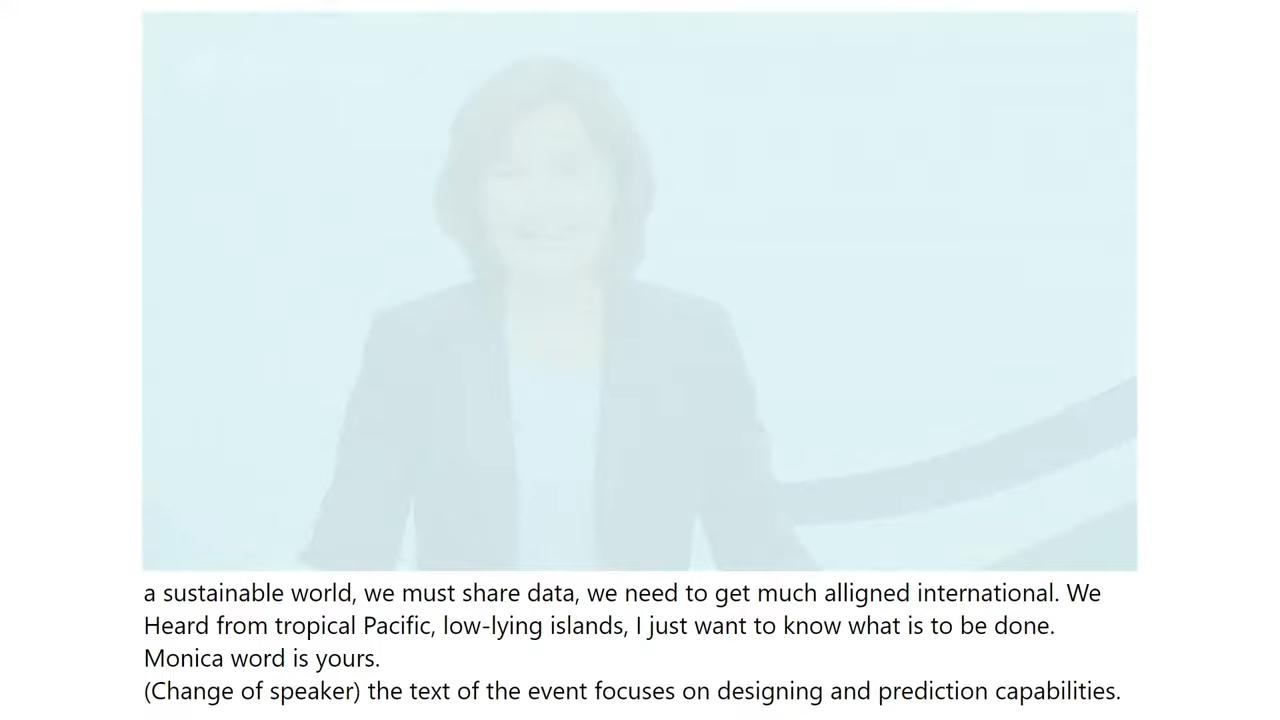 a sustainable world, we must share data, we need to get much alligned international. We
Heard from tropical Pacific, low-lying islands, I just want to know what is to be done.
Monica word is yours.
(Change of speaker) the text of the event focuses on designing and prediction capabilities.